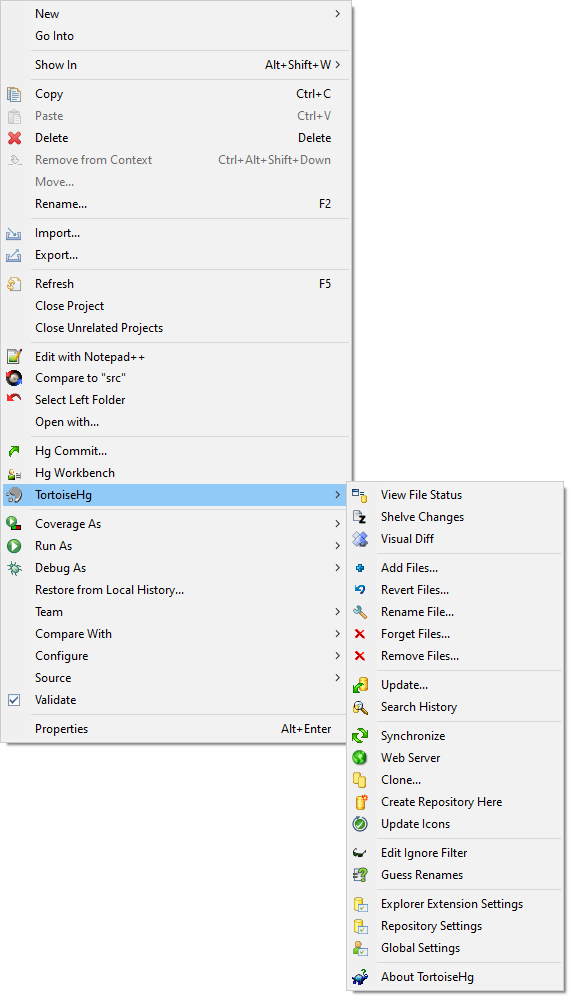 New
Go Into
Show In Alt+Shift+W
Copy Ctrl+C
Paste Ctrl+V
Delete Delete
Remove from Context Ctrl+Alt+Shift+Down
Move...
Rename... F2
Import...
Export...
Refresh F5
Close Project
Close Unrelated Projects
Edit with Notepad++
Compare to "src"
Select Left Folder
Open with...
Hg Commit...
Hg Workbench
TortoiseHg
Coverage As
Run As
Debug As
Restore from Local History...
Team
Compare With
Configure
Source
Validate
Properties Alt+Enter
View File Status
Shelve Changes
Visual Diff
Add Files...
Revert Files...
Rename File...
Forget Files...
Remove Files...
Update...
Search History
Synchronize
Web Server
Clone...
Create Repository Here
Update Icons
Edit Ignore Filter
Guess Renames
Explorer Extension Settings
Repository Settings
Global Settings
About TortoiseHg